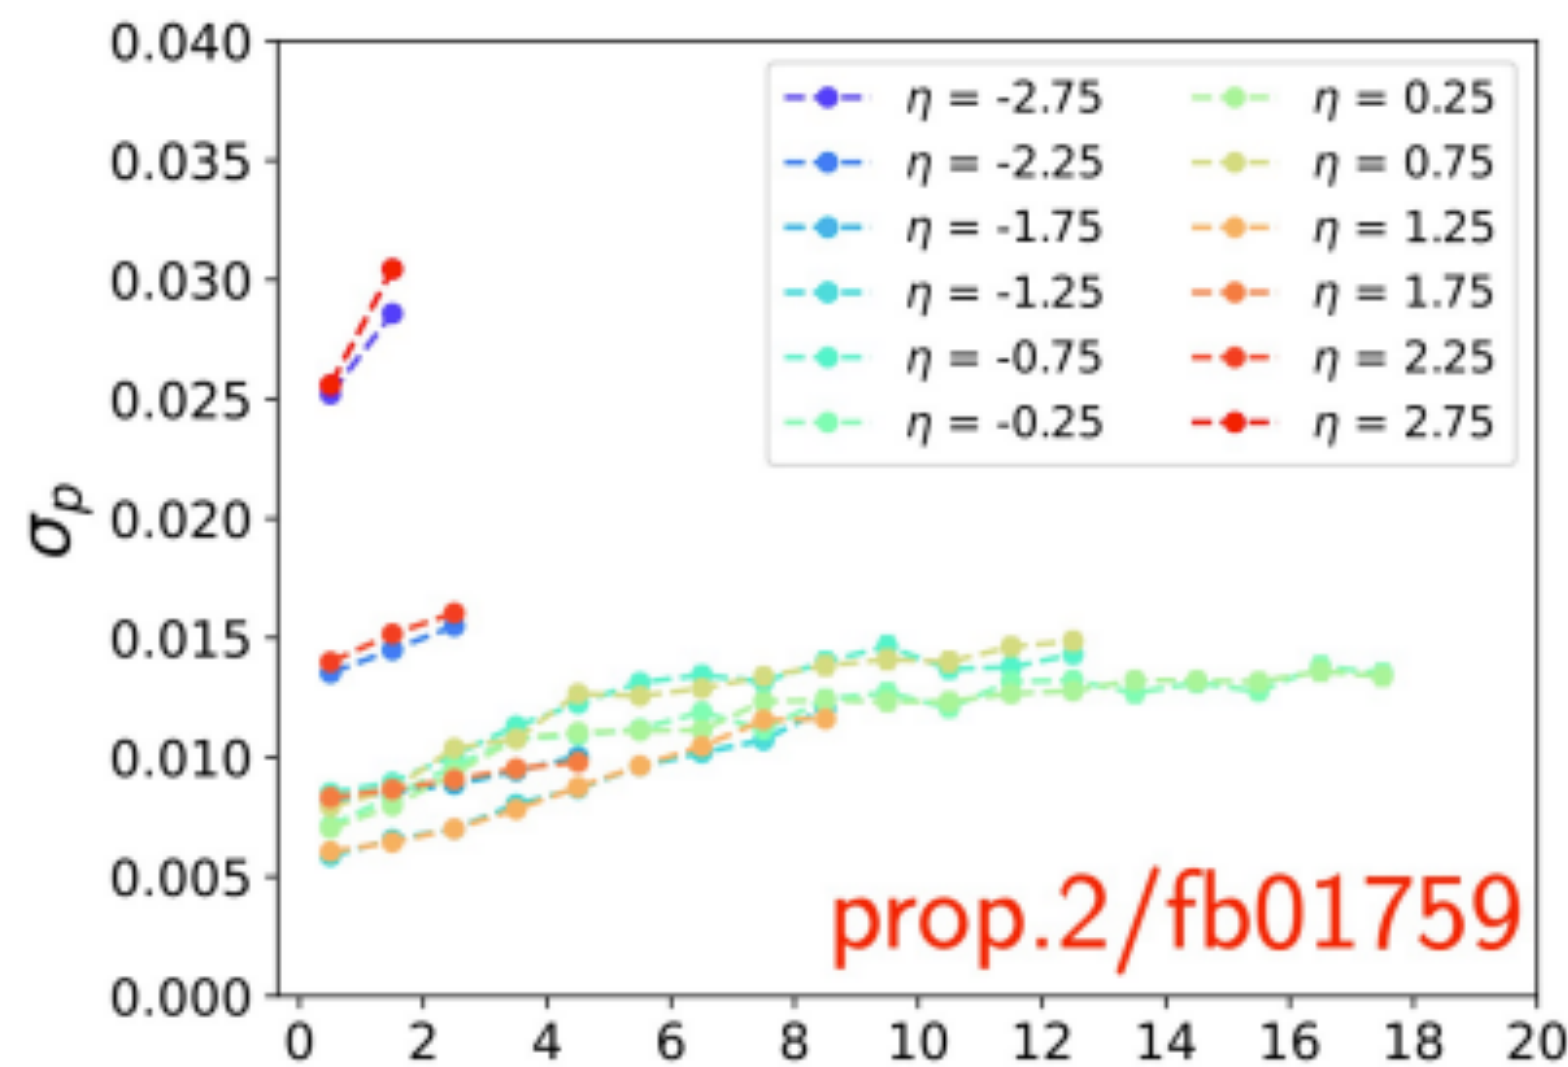 0.040
0.035
0.030
0.025
0.020
0.015
0.010
0.005
0.000
σp
η = -2.75
η = -2.25
η = -1.75
η = -1.25
η = -0.75
η = -0.25
η = 0.25
η = 0.75
η = 1.25
η = 1.75
η = 2.25
η = 2.75
prop.2/fb01759
0 2 4 6 8 10 12 14 16 18 20